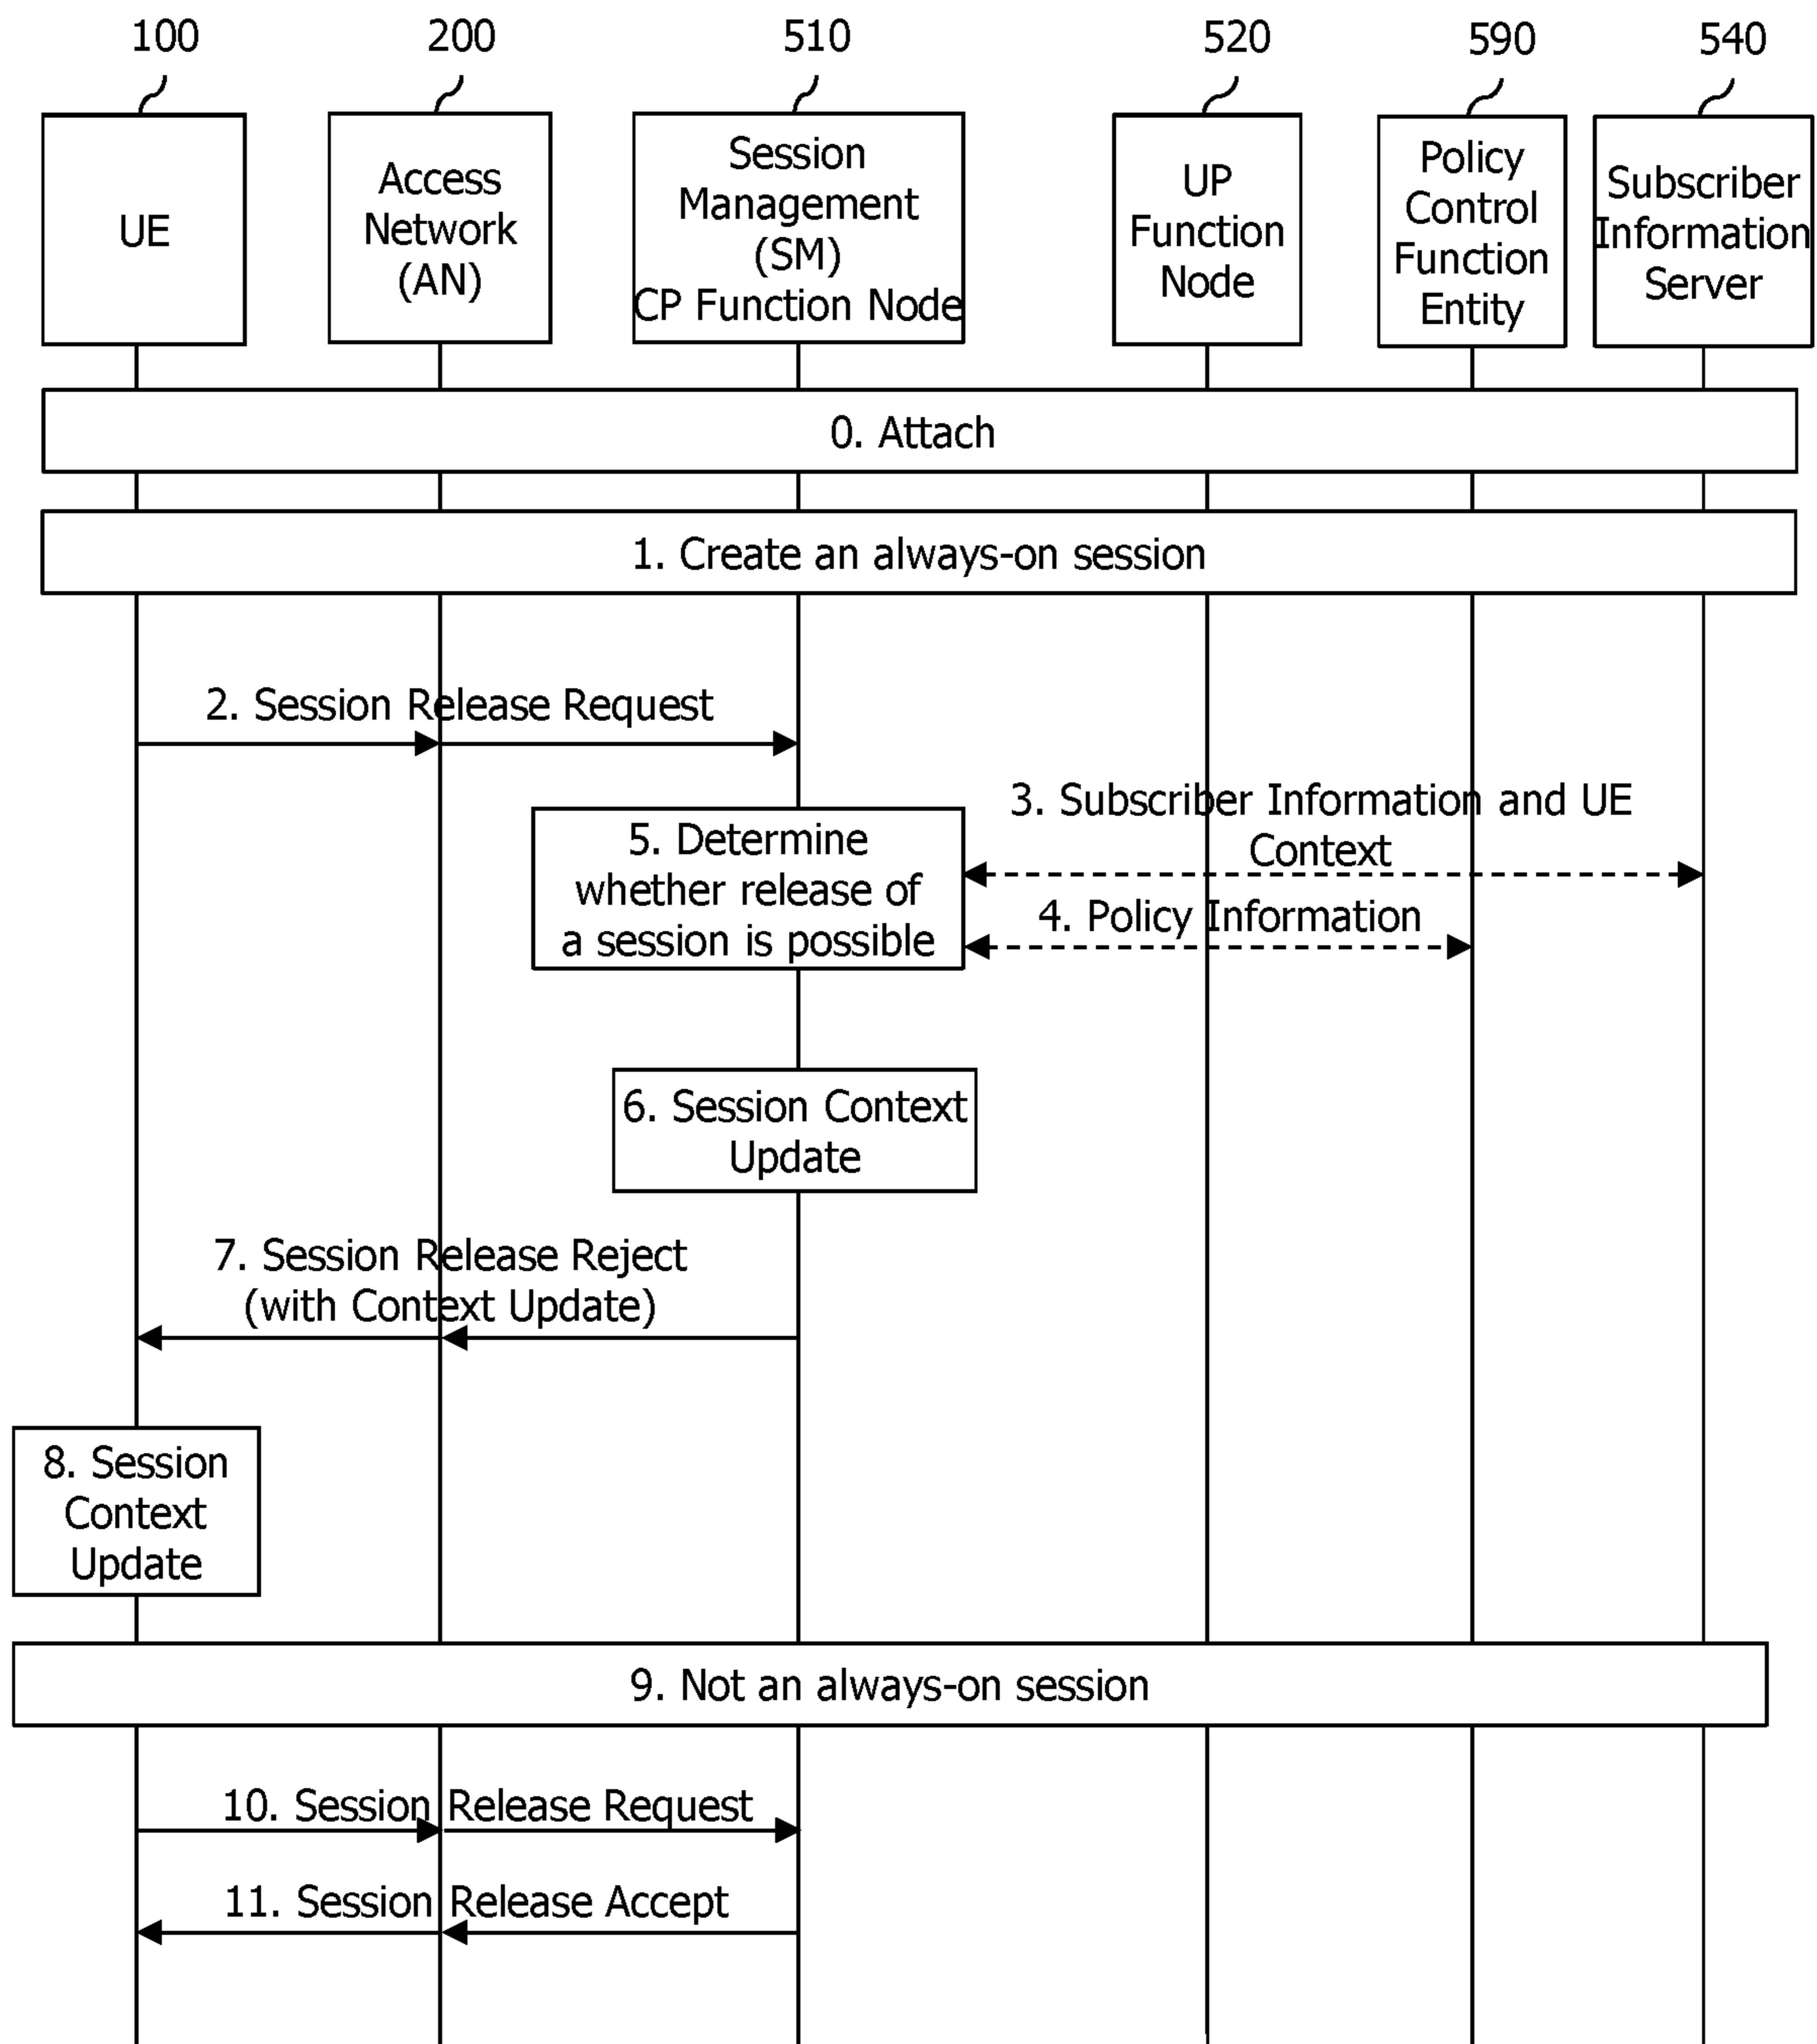 100
200
510
520
590
540
UE
Access
Network
(AN)
Session
Management
(SM)
CP Function Node
UP
Function
Node
Policy
Control
Function
Entity
Subscriber
Information
Server
0. Attach
1. Create an always-on session
2. Session Release Request
3. Subscriber Information and UE
Context
4. Policy Information
5. Determine
whether release of
a session is possible
6. Session Context
Update
7. Session Release Reject
(with Context Update)
8. Session
Context
Update
9. Not an always-on session
10. Session Release Request
11. Session Release Accept